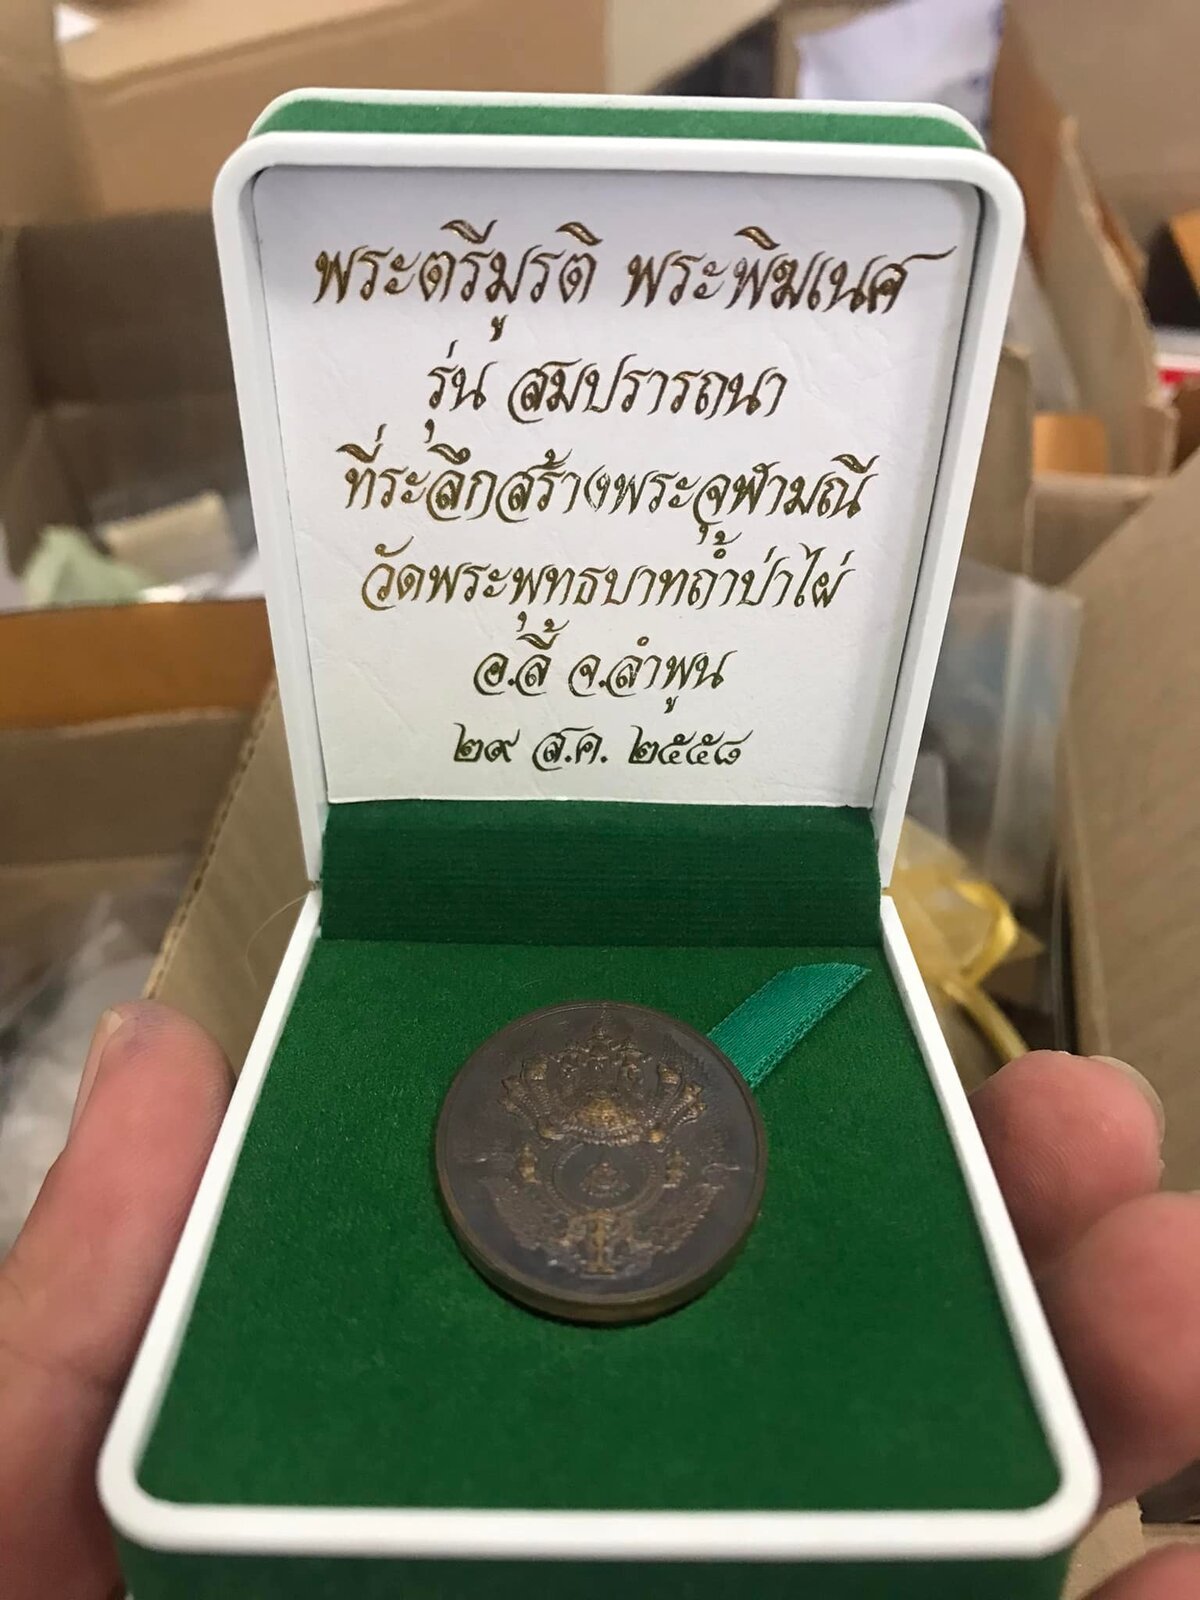 พระตรีมูรติ พระพิฆเนศ
รุ่น สมปรารถนา
ที่ระลึกสร้างพระจุฬามณี
วัดพระพุทธบาทถ้ำป่าไผ่
อ.ลี้ จ.ลำพูน
๒๙ ส.ค. ๒๕๕๘